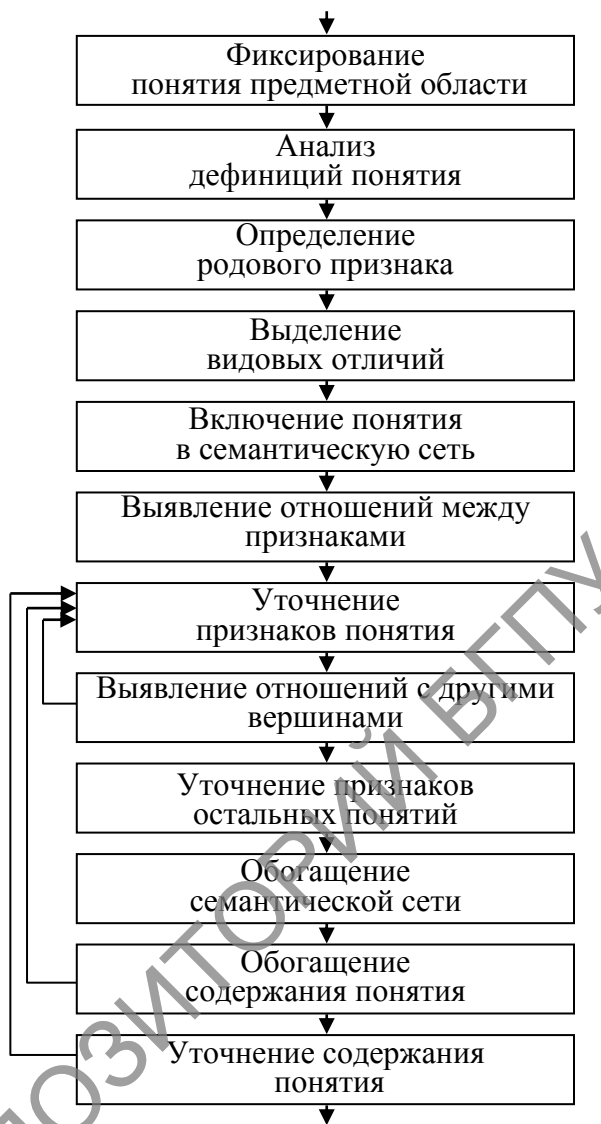 Фиксирование
понятия предметной области
Анализ
дефиниций понятия
Определение
родового признака
Выделение
видовых отличий
Включение понятия
в семантическую сеть
Выявление отношений между
признаками
Уточнение
признаков понятия
Выявление отношений с другими
вершинами
Уточнение признаков
остальных понятий
Обогащение
семантической сети
Обогащение
содержания понятия
Уточнение содержания
понятия
ПОЗИТОРИЙ БГПУ